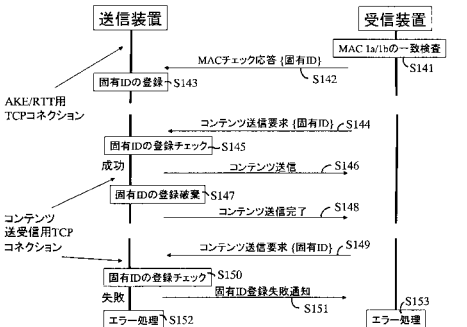 送信装置
受信装置
MAC 1a/1bの一致検査
S141
MACチェック応答 {固有ID}
S142
固有IDの登録
S143
AKE/RTT用
TCPコネクション
コンテンツ送信要求 {固有ID}
S144
固有IDの登録チェック
S145
成功
コンテンツ送信
S146
固有IDの登録破棄
S147
コンテンツ送信完了
S148
コンテンツ
送受信用TCP
コネクション
コンテンツ送信要求 {固有ID}
S149
固有IDの登録チェック
S150
失敗
固有ID登録失敗通知
S151
エラー処理
S152
エラー処理
S153